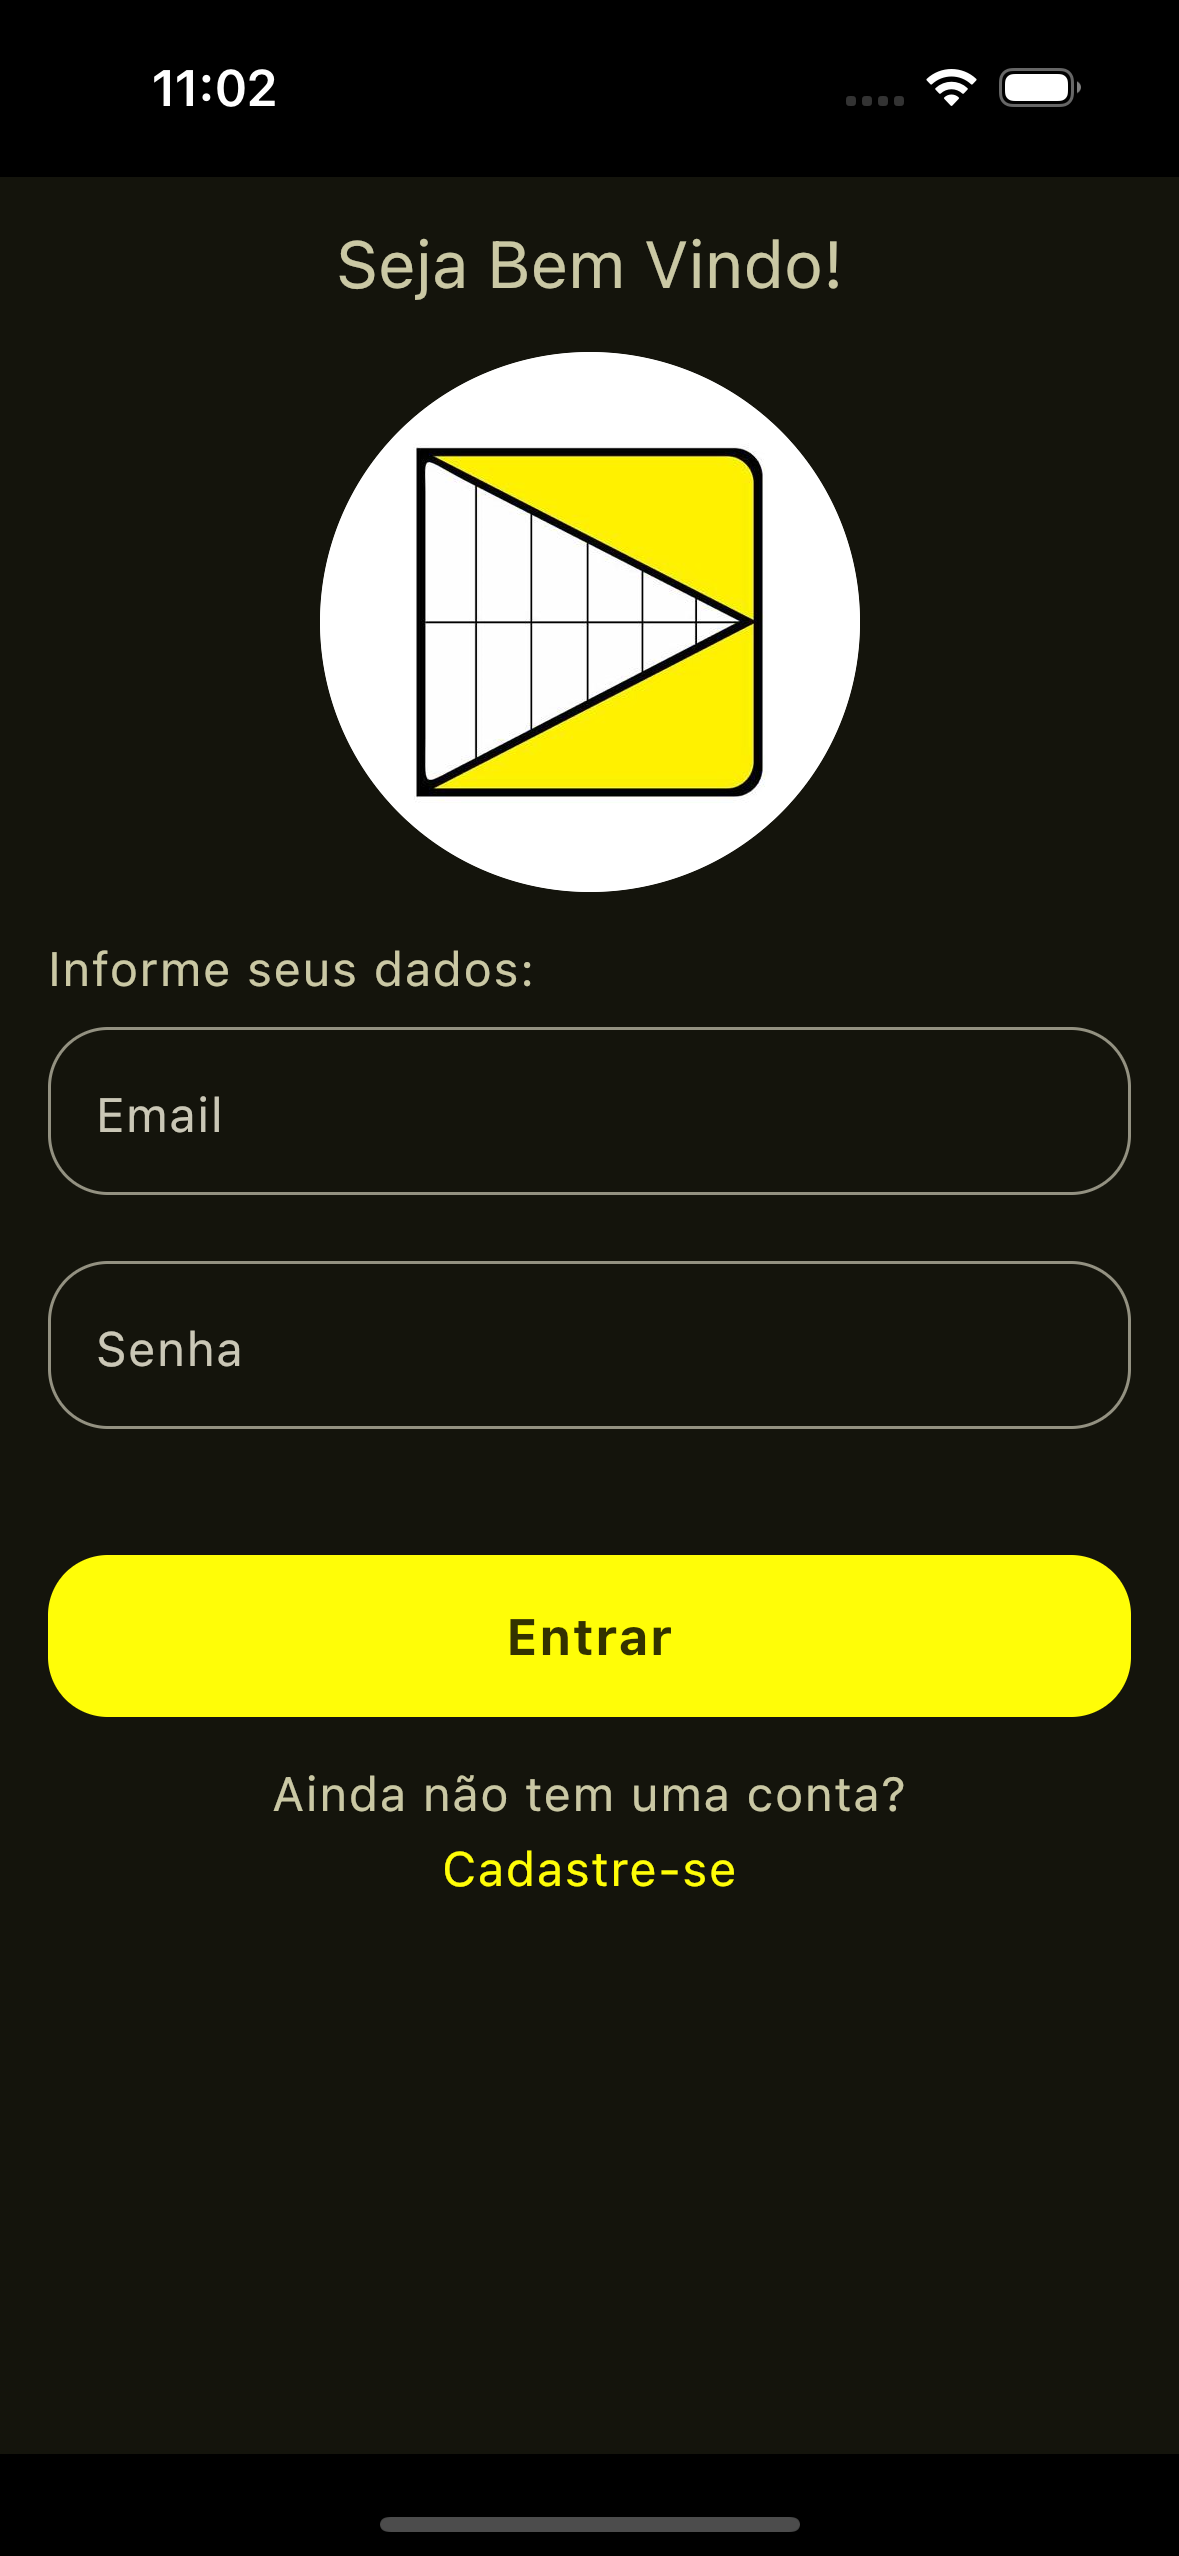 11:02
Seja Bem Vindo!
Informe seus dados:
Email
Senha
Entrar
Ainda não tem uma conta?
Cadastre-se